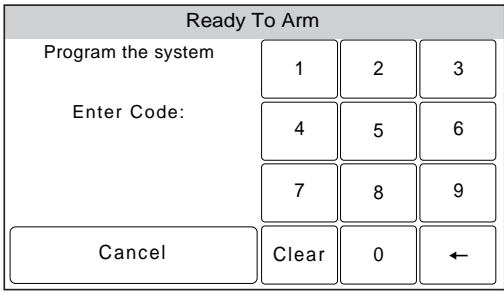 Ready To Arm
Program the system
Enter Code:
1 2 3
4 5 6
7 8 9
Cancel Clear 0 ←